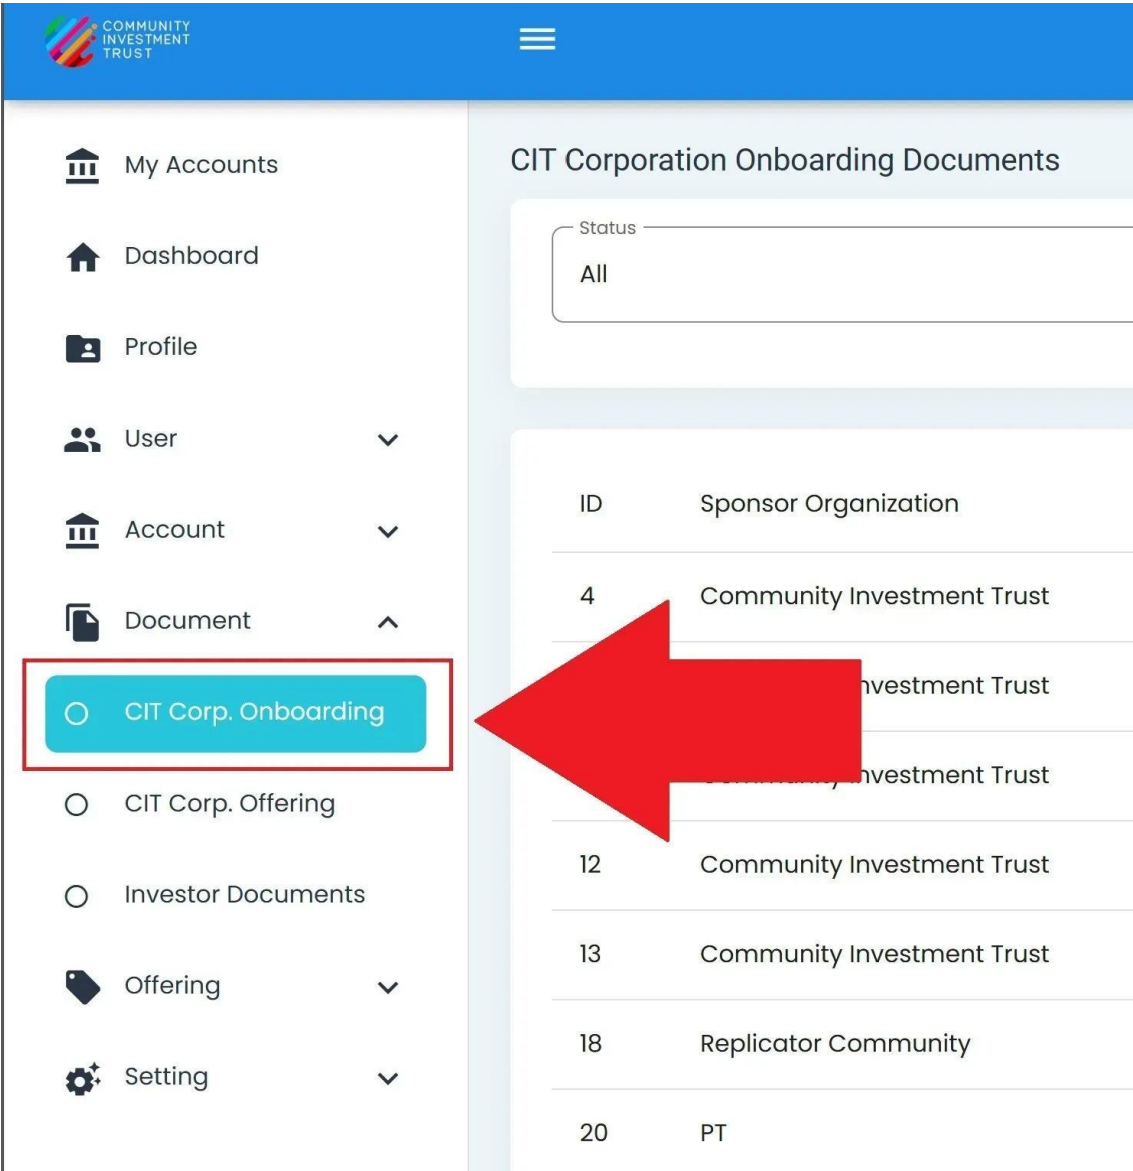 COMMUNITY
INVESTMENT
TRUST
My Accounts
Dashboard
Profile
User
Account
Document
CIT Corp. Onboarding
CIT Corp. Offering
Investor Documents
Offering
Setting
CIT Corporation Onboarding Documents
Status
All
ID Sponsor Organization
4 Community Investment Trust
Trust
Investment Trust
12 Community Investment Trust
13 Community Investment Trust
18 Replicator Community
20 PT